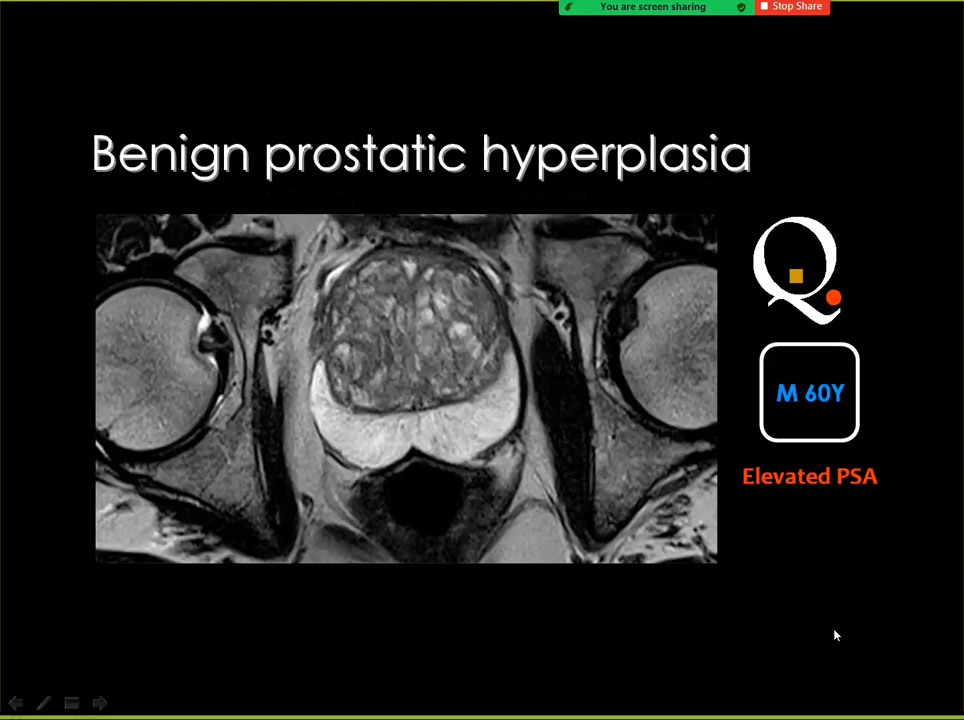 You are screen sharing
Stop Share
Benign prostatic hyperplasia
Q
M 60Y
Elevated PSA